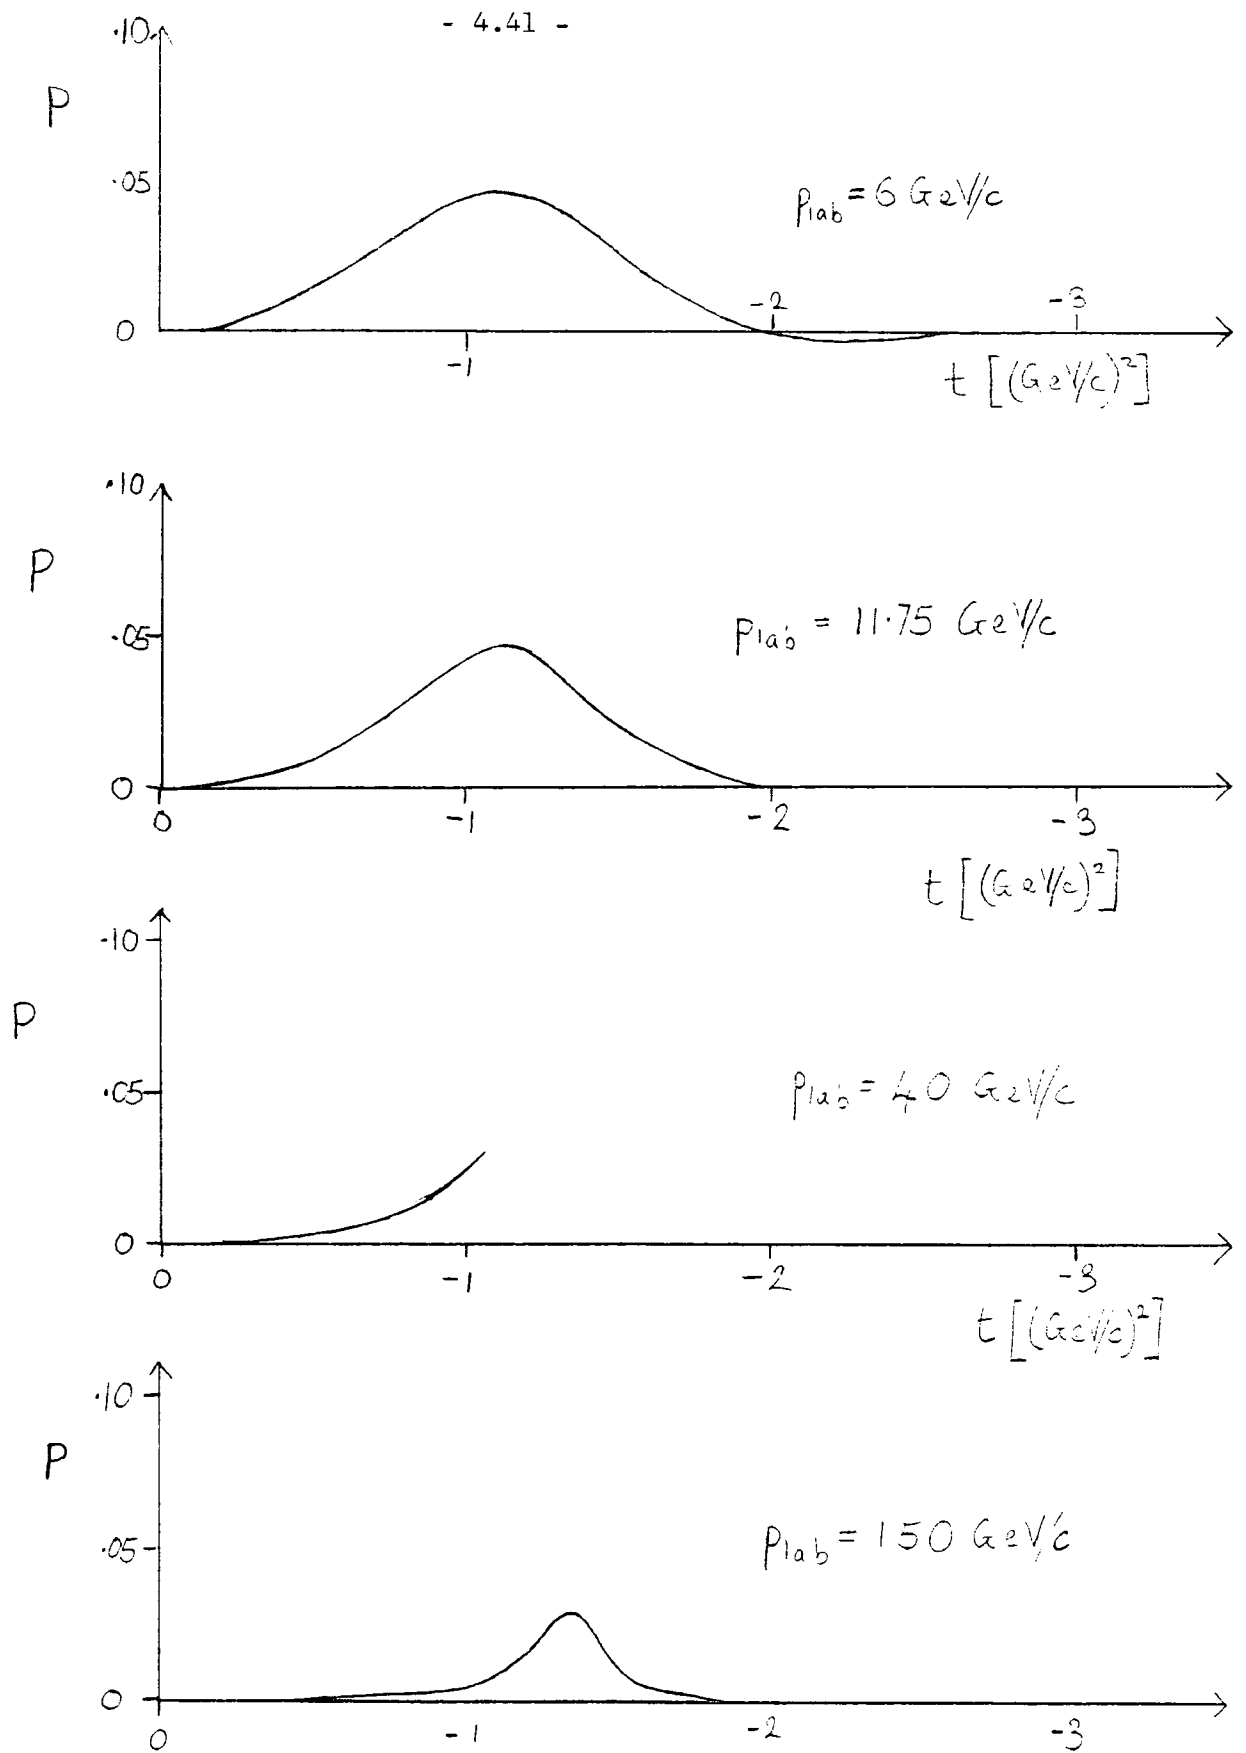 - 4.41 -
.10
P
.05
p_lab = 6 GeV/c
0
-1
-2
-3
t [(GeV/c)²]
.10
P
.05
p_lab = 11.75 GeV/c
0
0
-1
-2
-3
t [(GeV/c)²]
.10
P
.05
p_lab = 40 GeV/c
0
0
-1
-2
-3
t [(GeV/c)²]
.10
P
.05
p_lab = 150 GeV/c
0
0
-1
-2
-3